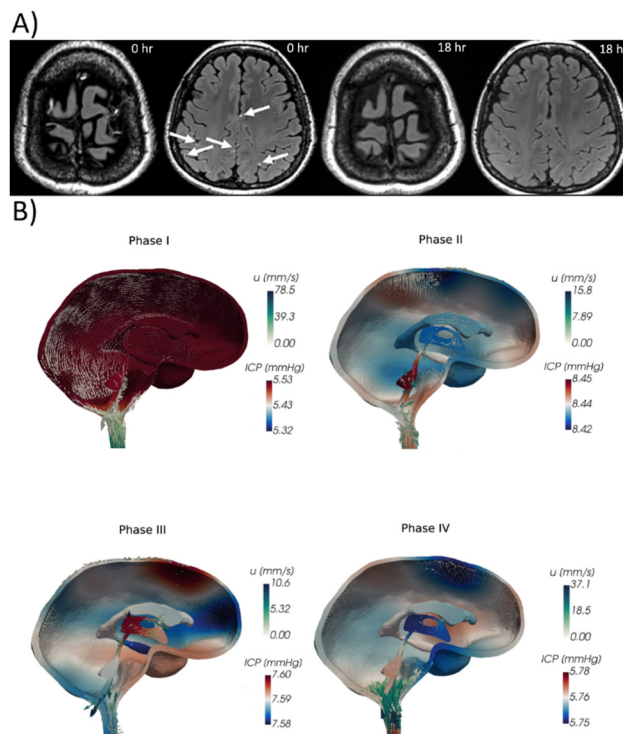 A)
0 hr
0 hr
18 hr
18 h
B)
Phase I
u (mm/s)
78.5
39.3
0.00
ICP (mmHg)
5.53
5.43
5.32
Phase II
u (mm/s)
15.8
7.89
0.00
ICP (mmHg)
8.45
8.44
8.42
Phase III
u (mm/s)
10.6
5.32
0.00
ICP (mmHg)
7.60
7.59
7.58
Phase IV
u (mm/s)
37.1
18.5
0.00
ICP (mmHg)
5.78
5.76
5.75